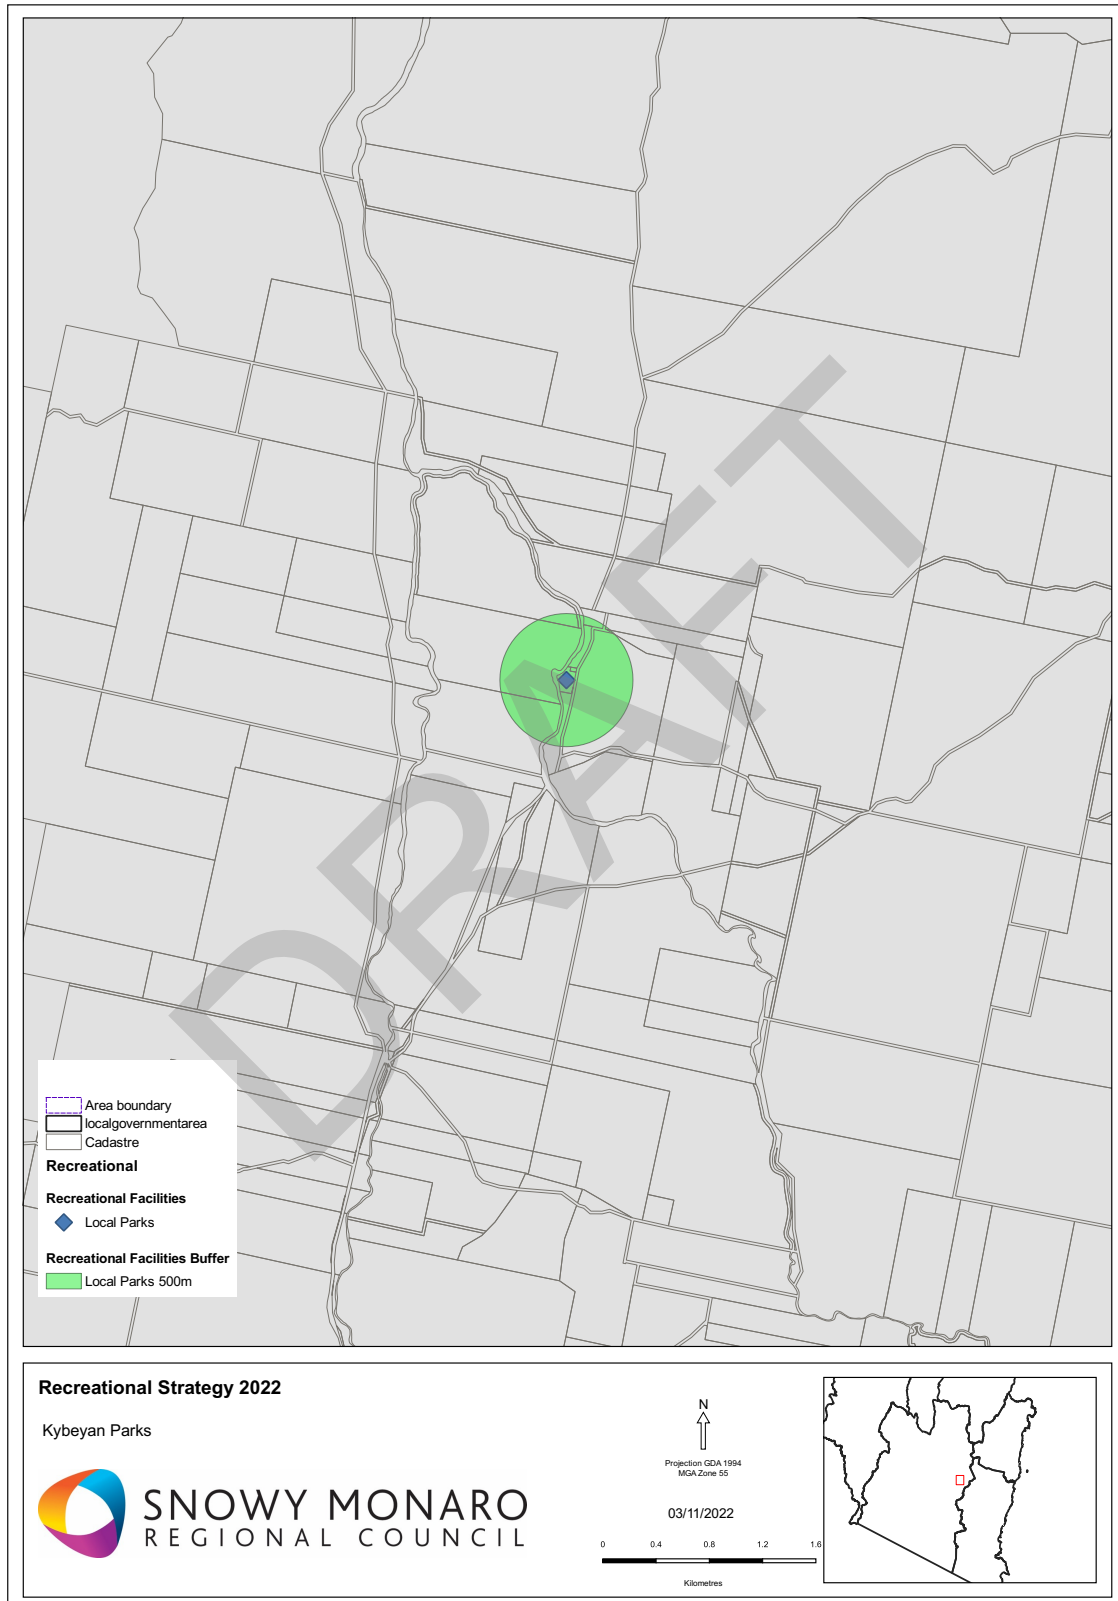 DRAFT
Area boundary
localgovernmentarea
Cadastre
Recreational
Recreational Facilities
Local Parks
Recreational Facilities Buffer
Local Parks 500m
Recreational Strategy 2022
Kybeyan Parks
SNOWY MONARO
REGIONAL COUNCIL
N
Projection GDA 1994
MGA Zone 55
03/11/2022
0 0.4 0.8 1.2 1.6
Kilometres